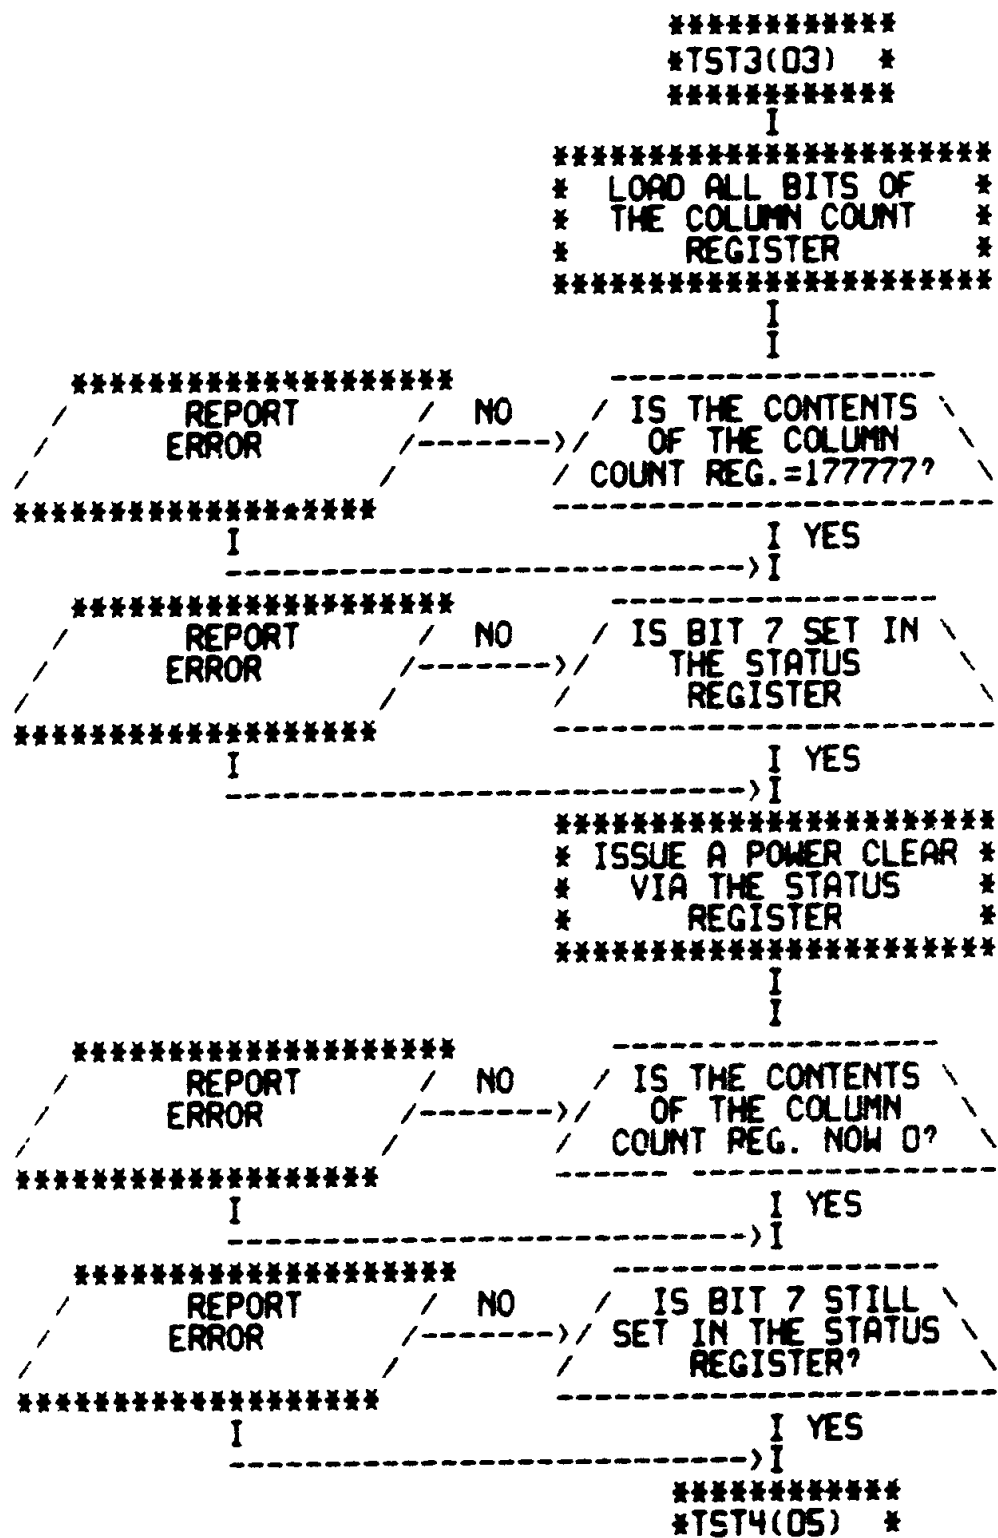 ************
*TST3(03) *
************
I
***********************
* LOAD ALL BITS OF *
* THE COLUMN COUNT *
* REGISTER *
***********************
I
I
******************** -----------------
/ REPORT / NO / IS THE CONTENTS \
/ ERROR /------->/ OF THE COLUMN \
/ / / COUNT REG.=177777? \
******************* -----------------------
I I YES
--------------------------->I
******************** -----------------
/ REPORT / NO / IS BIT 7 SET IN \
/ ERROR /------->/ THE STATUS \
/ / / REGISTER \
******************* -----------------------
I I YES
--------------------------->I
***********************
* ISSUE A POWER CLEAR *
* VIA THE STATUS *
* REGISTER *
***********************
I
I
******************** -----------------
/ REPORT / NO / IS THE CONTENTS \
/ ERROR /------->/ OF THE COLUMN \
/ / / COUNT REG. NOW 0? \
******************* ------ ----------------
I I YES
--------------------------->I
******************** -----------------
/ REPORT / NO / IS BIT 7 STILL \
/ ERROR /------->/ SET IN THE STATUS \
/ / / REGISTER? \
******************* -----------------------
I I YES
--------------------------->I
************
*TST4(05) *